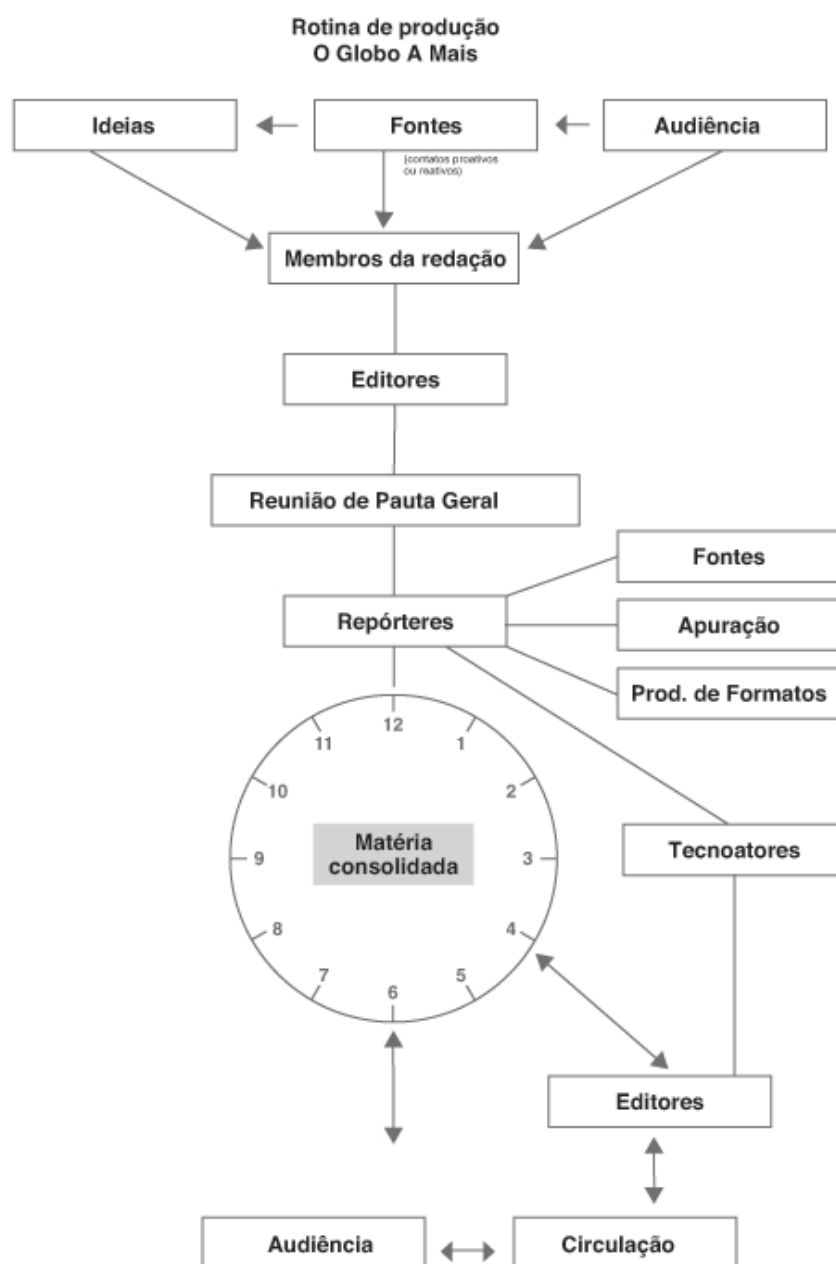 Rotina de produção
O Globo A Mais
Ideias
Fontes
Audiência
(contatos proativos
ou reativos)
Membros da redação
Editores
Reunião de Pauta Geral
Fontes
Repórteres
Apuração
Prod. de Formatos
12
11
1
10
2
Matéria
consolidada
9
3
Tecnoatores
8
4
7
5
6
Editores
Audiência
Circulação